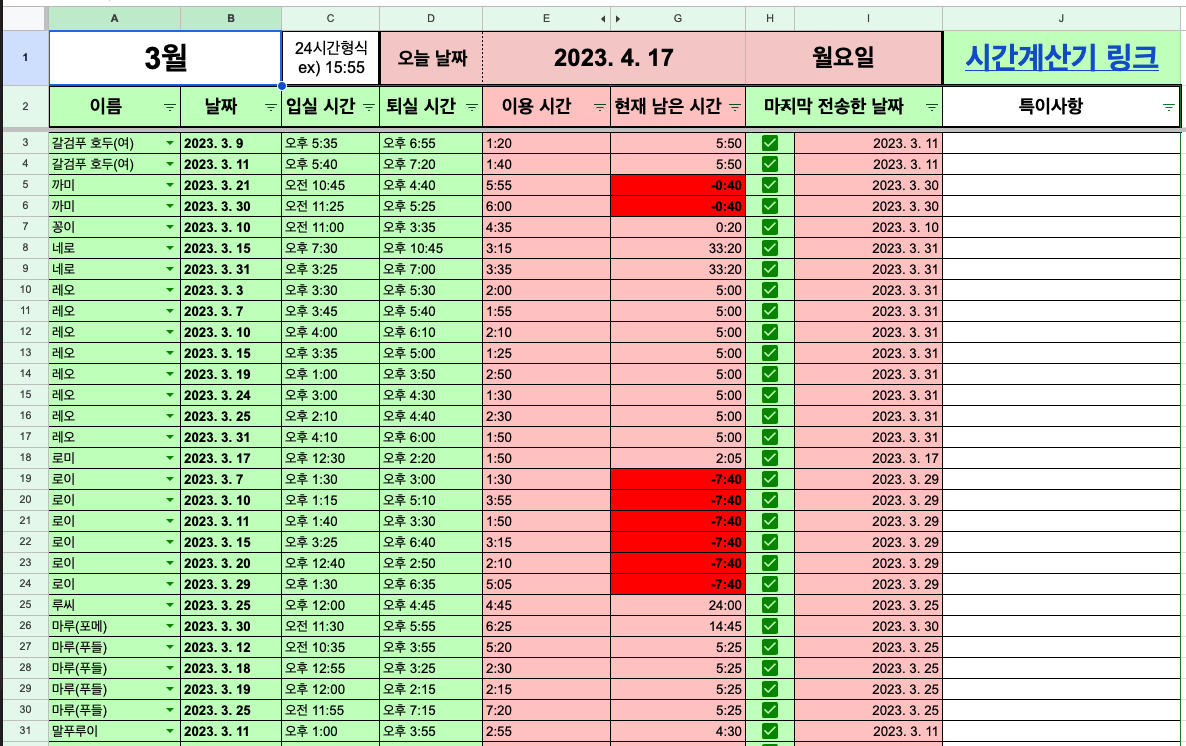 A B C D E G H I J
1 3월 24시간형식 ex) 15:55 오늘 날짜 2023. 4. 17 월요일 시간계산기 링크
2 이름 날짜 입실 시간 퇴실 시간 이용 시간 현재 남은 시간 마지막 전송한 날짜 특이사항
3 갈검푸 호두(여) 2023. 3. 9 오후 5:35 오후 6:55 1:20 5:50 2023. 3. 11
4 갈검푸 호두(여) 2023. 3. 11 오후 5:40 오후 7:20 1:40 5:50 2023. 3. 11
5 까미 2023. 3. 21 오전 10:45 오후 4:40 5:55 -0:40 2023. 3. 30
6 까미 2023. 3. 30 오전 11:25 오후 5:25 6:00 -0:40 2023. 3. 30
7 꽁이 2023. 3. 10 오전 11:00 오후 3:35 4:35 0:20 2023. 3. 10
8 네로 2023. 3. 15 오후 7:30 오후 10:45 3:15 33:20 2023. 3. 31
9 네로 2023. 3. 31 오후 3:25 오후 7:00 3:35 33:20 2023. 3. 31
10 레오 2023. 3. 3 오후 3:30 오후 5:30 2:00 5:00 2023. 3. 31
11 레오 2023. 3. 7 오후 3:45 오후 5:40 1:55 5:00 2023. 3. 31
12 레오 2023. 3. 10 오후 4:00 오후 6:10 2:10 5:00 2023. 3. 31
13 레오 2023. 3. 15 오후 3:35 오후 5:00 1:25 5:00 2023. 3. 31
14 레오 2023. 3. 19 오후 1:00 오후 3:50 2:50 5:00 2023. 3. 31
15 레오 2023. 3. 24 오후 3:00 오후 4:30 1:30 5:00 2023. 3. 31
16 레오 2023. 3. 25 오후 2:10 오후 4:40 2:30 5:00 2023. 3. 31
17 레오 2023. 3. 31 오후 4:10 오후 6:00 1:50 5:00 2023. 3. 31
18 로미 2023. 3. 17 오후 12:30 오후 2:20 1:50 2:05 2023. 3. 17
19 로이 2023. 3. 7 오후 1:30 오후 3:00 1:30 -7:40 2023. 3. 29
20 로이 2023. 3. 10 오후 1:15 오후 5:10 3:55 -7:40 2023. 3. 29
21 로이 2023. 3. 11 오후 1:40 오후 3:30 1:50 -7:40 2023. 3. 29
22 로이 2023. 3. 15 오후 3:25 오후 6:40 3:15 -7:40 2023. 3. 29
23 로이 2023. 3. 20 오후 12:40 오후 2:50 2:10 -7:40 2023. 3. 29
24 로이 2023. 3. 29 오후 1:30 오후 6:35 5:05 -7:40 2023. 3. 29
25 루씨 2023. 3. 25 오후 12:00 오후 4:45 4:45 24:00 2023. 3. 25
26 마루(포메) 2023. 3. 30 오전 11:30 오후 5:55 6:25 14:45 2023. 3. 30
27 마루(푸들) 2023. 3. 12 오전 10:35 오후 3:55 5:20 5:25 2023. 3. 25
28 마루(푸들) 2023. 3. 18 오후 12:55 오후 3:25 2:30 5:25 2023. 3. 25
29 마루(푸들) 2023. 3. 19 오후 12:00 오후 2:15 2:15 5:25 2023. 3. 25
30 마루(푸들) 2023. 3. 25 오전 11:55 오후 7:15 7:20 5:25 2023. 3. 25
31 말푸루이 2023. 3. 11 오후 1:00 오후 3:55 2:55 4:30 2023. 3. 11